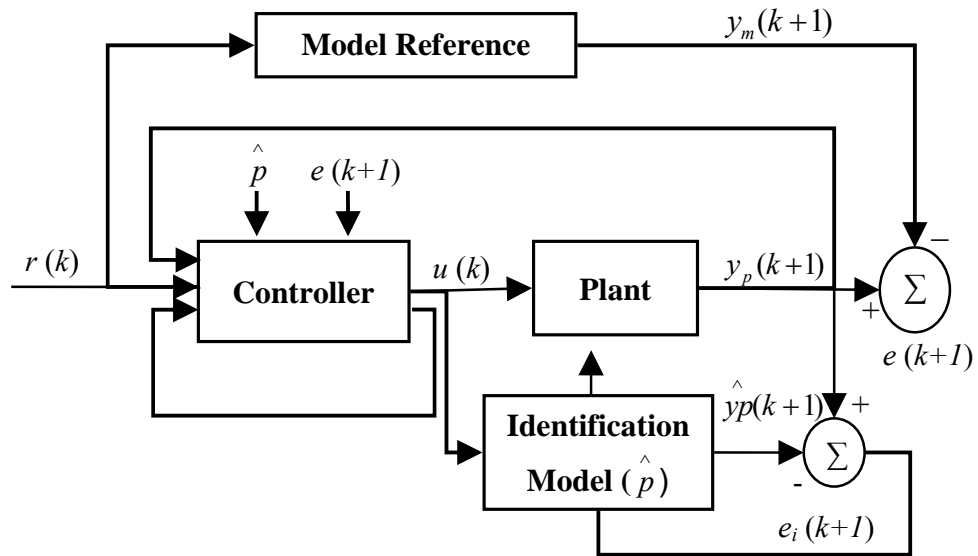 Model Reference
y_m(k+1)
p̂
e (k+1)
r (k)
Controller
u (k)
Plant
y_p(k+1)
−
Σ
+
e (k+1)
Identification
Model ( p̂ )
ŷp(k+1)
+
Σ
-
e_i (k+1)